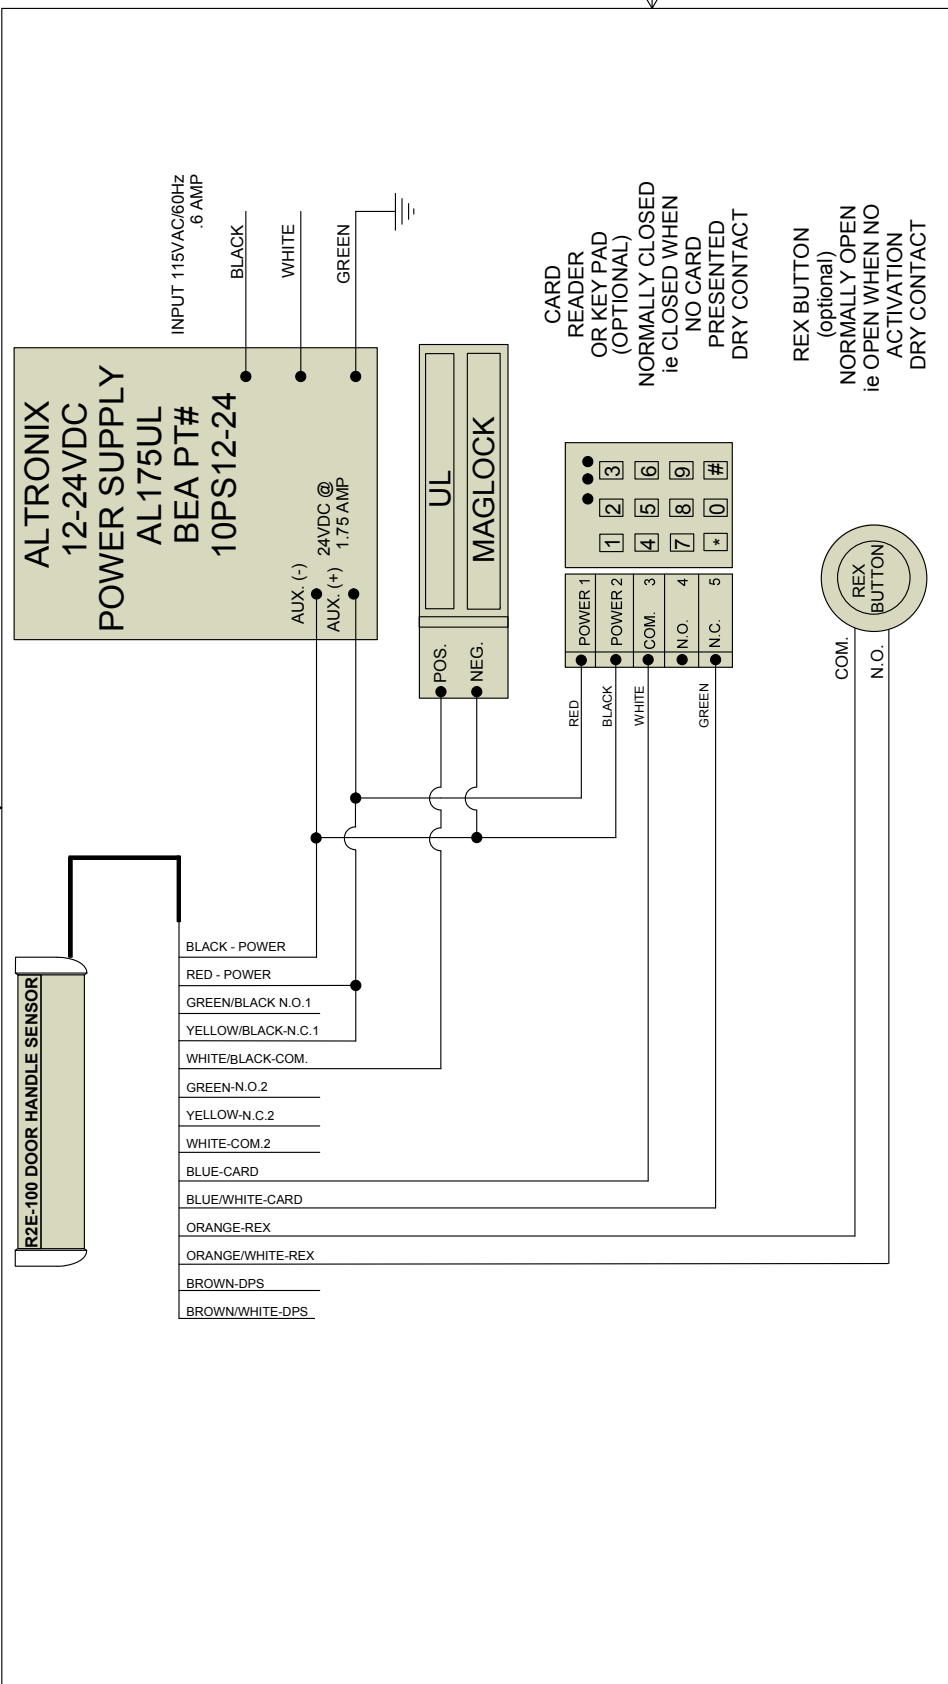 ALTRONIX
12-24VDC
POWER SUPPLY
AL175UL
BEA PT#
10PS12-24
INPUT 115VAC/60Hz
.6 AMP
BLACK
WHITE
GREEN
AUX. (-)
AUX. (+)
24VDC @
1.75 AMP
UL
MAGLOCK
POS.
NEG.
CARD
READER
OR KEY PAD
(OPTIONAL)
NORMALLY CLOSED
ie CLOSED WHEN
NO CARD
PRESENTED
DRY CONTACT
1 2 3
4 5 6
7 8 9
* 0 #
POWER 1
POWER 2
COM. 3
N.O. 4
N.C. 5
RED
BLACK
WHITE
GREEN
REX BUTTON
(optional)
NORMALLY OPEN
ie OPEN WHEN NO
ACTIVATION
DRY CONTACT
REX
BUTTON
COM.
N.O.
R2E-100 DOOR HANDLE SENSOR
BLACK - POWER
RED - POWER
GREEN/BLACK N.O.1
YELLOW/BLACK-N.C.1
WHITE/BLACK-COM.
GREEN-N.O.2
YELLOW-N.C.2
WHITE-COM.2
BLUE-CARD
BLUE/WHITE-CARD
ORANGE-REX
ORANGE/WHITE-REX
BROWN-DPS
BROWN/WHITE-DPS